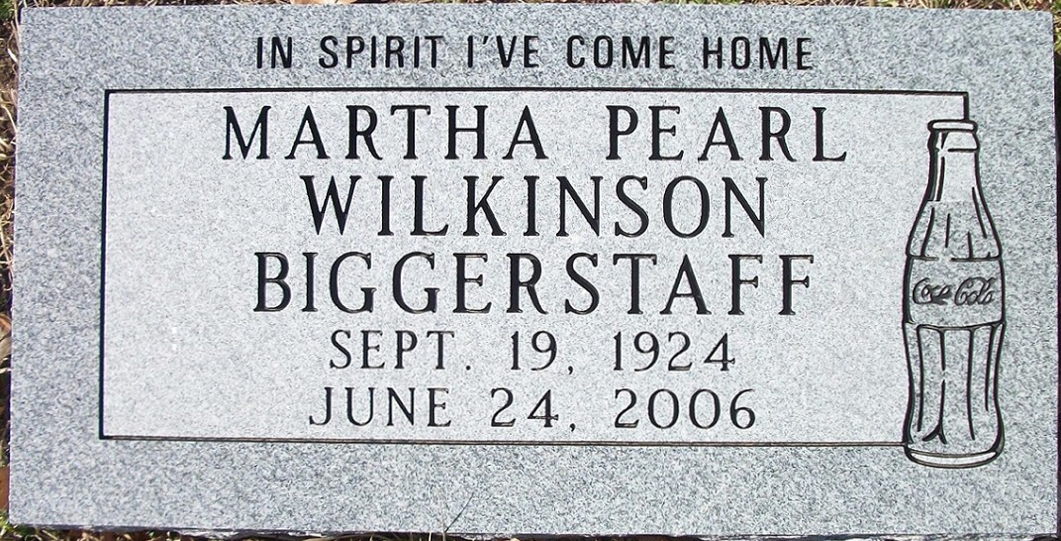 IN SPIRIT I'VE COME HOME
MARTHA PEARL
WILKINSON
BIGGERSTAFF
SEPT. 19, 1924
JUNE 24, 2006
Coca Cola